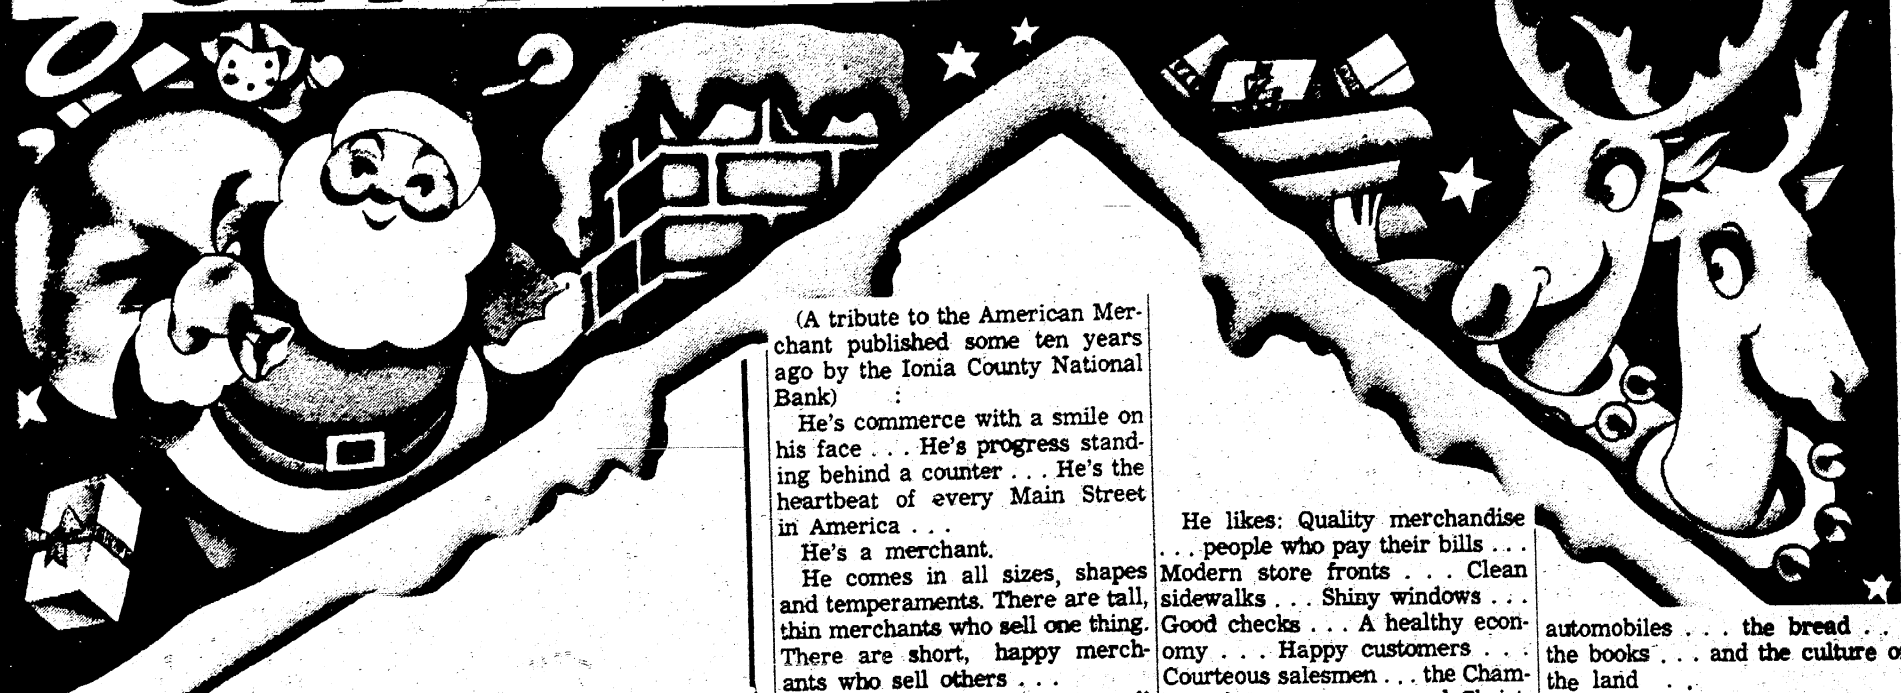 (A tribute to the American Mer-
chant published some ten years
ago by the Ionia County National
Bank) :
He's commerce with a smile on
his face . . . He's progress stand-
ing behind a counter . . . He's the
heartbeat of every Main Street
in America . . .
He's a merchant.
He comes in all sizes, shapes
and temperaments. There are tall,
thin merchants who sell one thing.
There are short, happy merch-
ants who sell others . . .
He likes: Quality merchandise
. . . people who pay their bills . . .
Modern store fronts . . . Clean
sidewalks . . . Shiny windows . . .
Good checks . . . A healthy econ-
omy . . . Happy customers . . .
Courteous salesmen . . . the Cham-
automobiles . . . the bread . .
the books . . . and the culture
the land . .